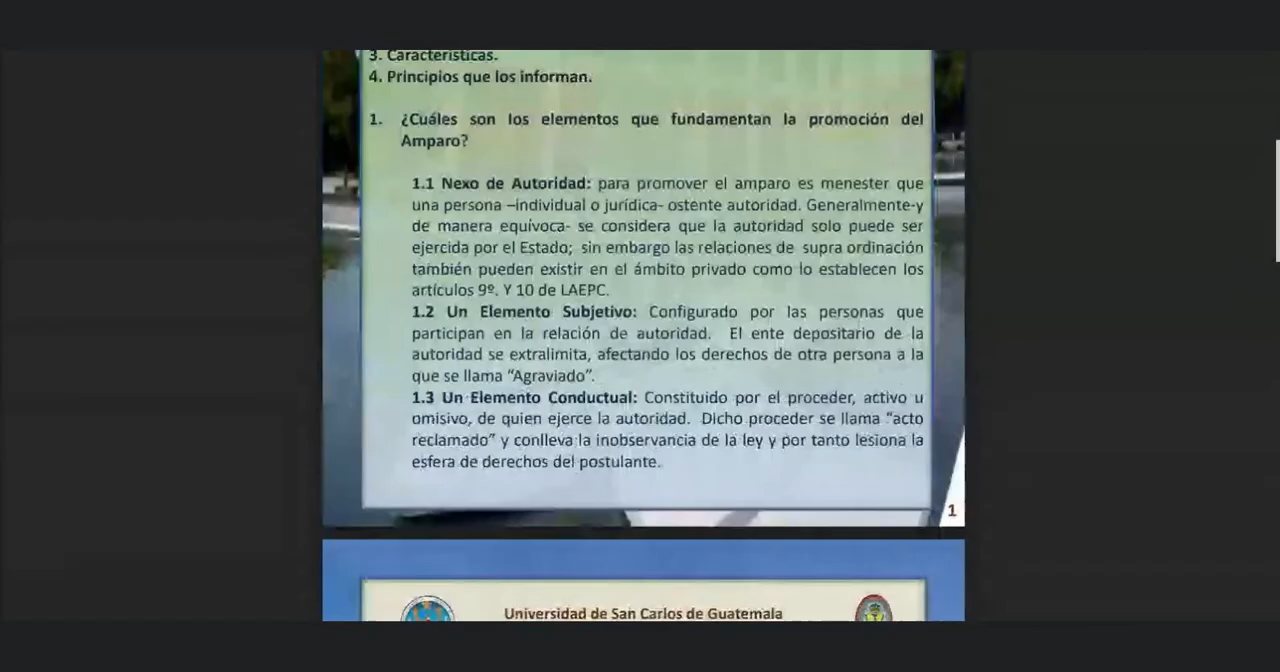 3. Características.
4. Principios que los informan.
1. ¿Cuáles son los elementos que fundamentan la promoción del
Amparo?
1.1 Nexo de Autoridad: para promover el amparo es menester que
una persona –individual o jurídica- ostente autoridad. Generalmente-y
de manera equívoca- se considera que la autoridad solo puede ser
ejercida por el Estado; sin embargo las relaciones de supra ordinación
también pueden existir en el ámbito privado como lo establecen los
artículos 9º. Y 10 de LAEPC.
1.2 Un Elemento Subjetivo: Configurado por las personas que
participan en la relación de autoridad. El ente depositario de la
autoridad se extralimita, afectando los derechos de otra persona a la
que se llama “Agraviado”.
1.3 Un Elemento Conductual: Constituido por el proceder, activo u
omisivo, de quien ejerce la autoridad. Dicho proceder se llama “acto
reclamado” y conlleva la inobservancia de la ley y por tanto lesiona la
esfera de derechos del postulante.
1
Universidad de San Carlos de Guatemala